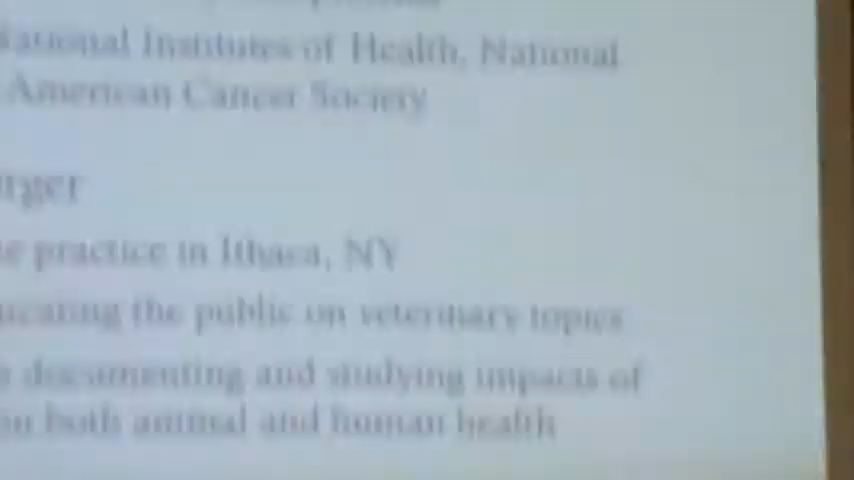 National Institutes of Health, National
American Cancer Society
rger
practice in Ithaca, NY
ucating the public on veterinary topics
documenting and studying impacts of
on both animal and human health